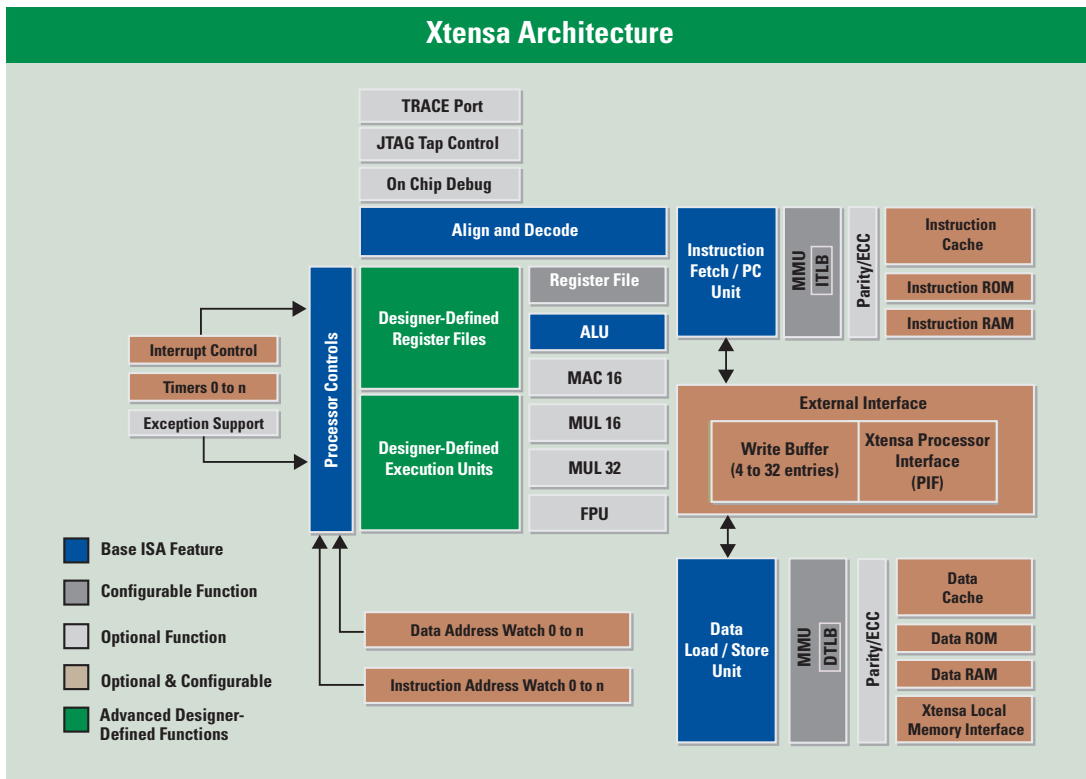 Xtensa Architecture
TRACE Port
JTAG Tap Control
On Chip Debug
Align and Decode
Processor Controls
Designer-Defined
Register Files
Designer-Defined
Execution Units
Register File
ALU
MAC 16
MUL 16
MUL 32
FPU
Interrupt Control
Timers 0 to n
Exception Support
Instruction
Fetch / PC
Unit
MMU
ITLB
Parity/ECC
Instruction
Cache
Instruction ROM
Instruction RAM
External Interface
Write Buffer
(4 to 32 entries)
Xtensa Processor
Interface
(PIF)
Data
Load / Store
Unit
MMU
DTLB
Parity/ECC
Data
Cache
Data ROM
Data RAM
Xtensa Local
Memory Interface
Data Address Watch 0 to n
Instruction Address Watch 0 to n
Base ISA Feature
Configurable Function
Optional Function
Optional & Configurable
Advanced Designer-
Defined Functions